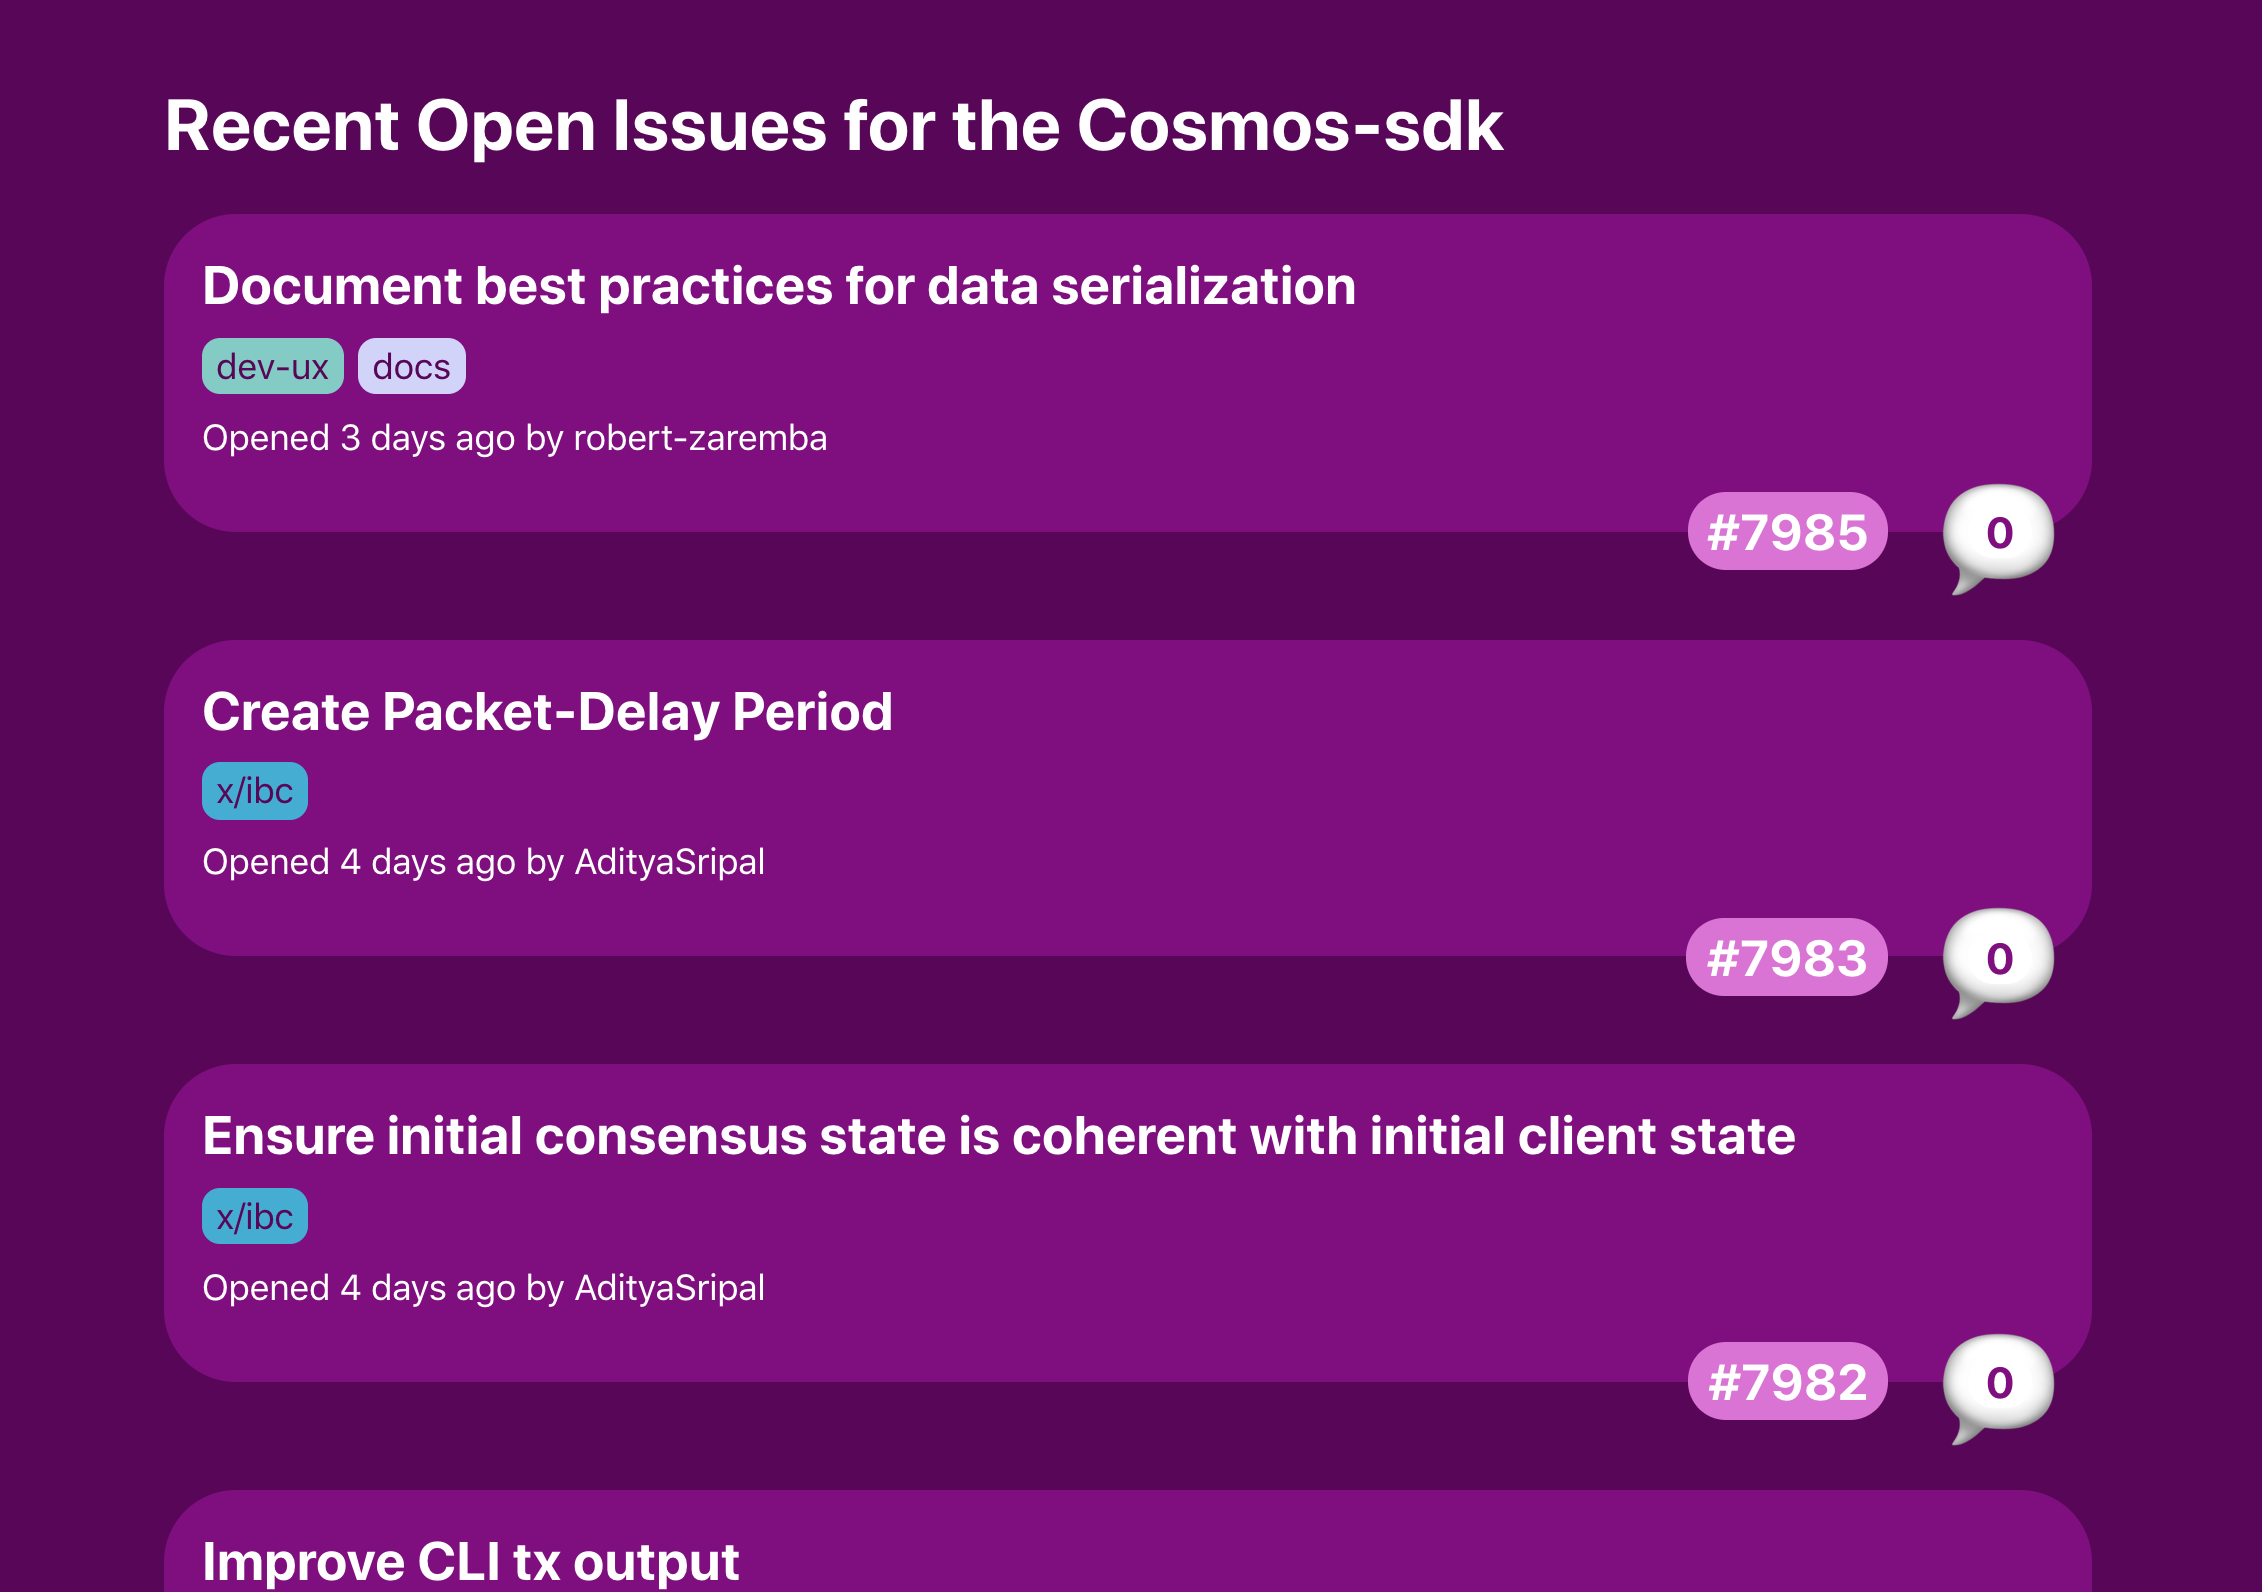 Recent Open Issues for the Cosmos-sdk
Document best practices for data serialization
dev-ux docs
Opened 3 days ago by robert-zaremba
#7985 0
Create Packet-Delay Period
x/ibc
Opened 4 days ago by AdityaSripal
#7983 0
Ensure initial consensus state is coherent with initial client state
x/ibc
Opened 4 days ago by AdityaSripal
#7982 0
Improve CLI tx output